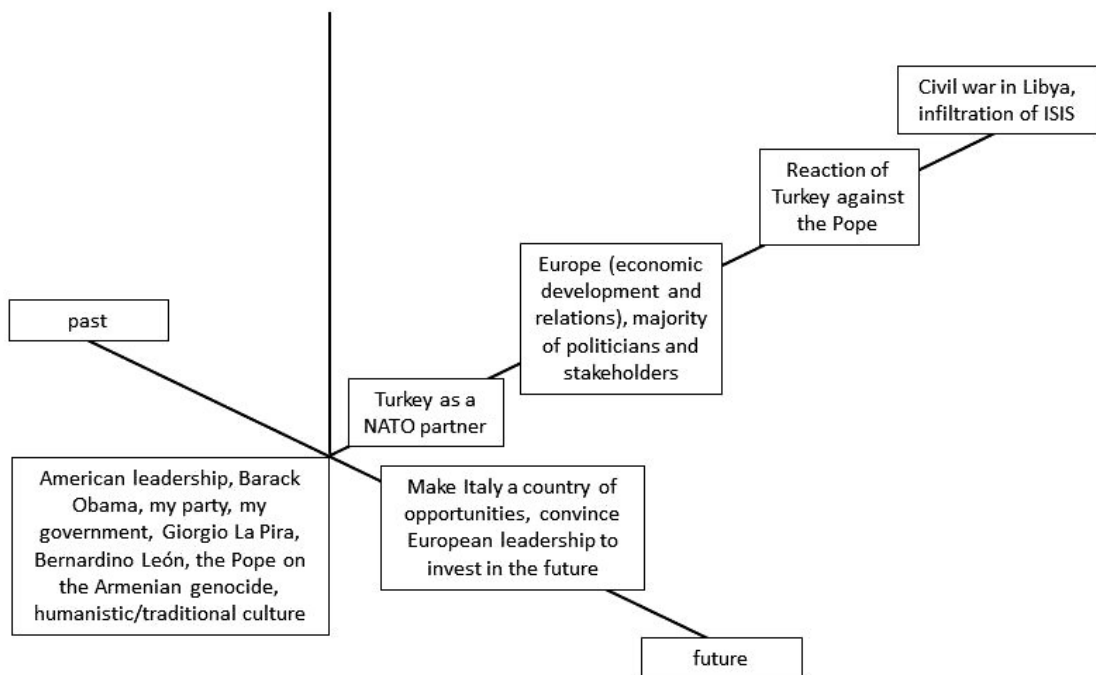 Civil war in Libya,
infiltration of ISIS
Reaction of
Turkey against
the Pope
Europe (economic
development and
relations), majority
of politicians and
stakeholders
past
Turkey as a
NATO partner
American leadership, Barack
Obama, my party, my
government, Giorgio La Pira,
Bernardino León, the Pope on
the Armenian genocide,
humanistic/traditional culture
Make Italy a country of
opportunities, convince
European leadership to
invest in the future
future